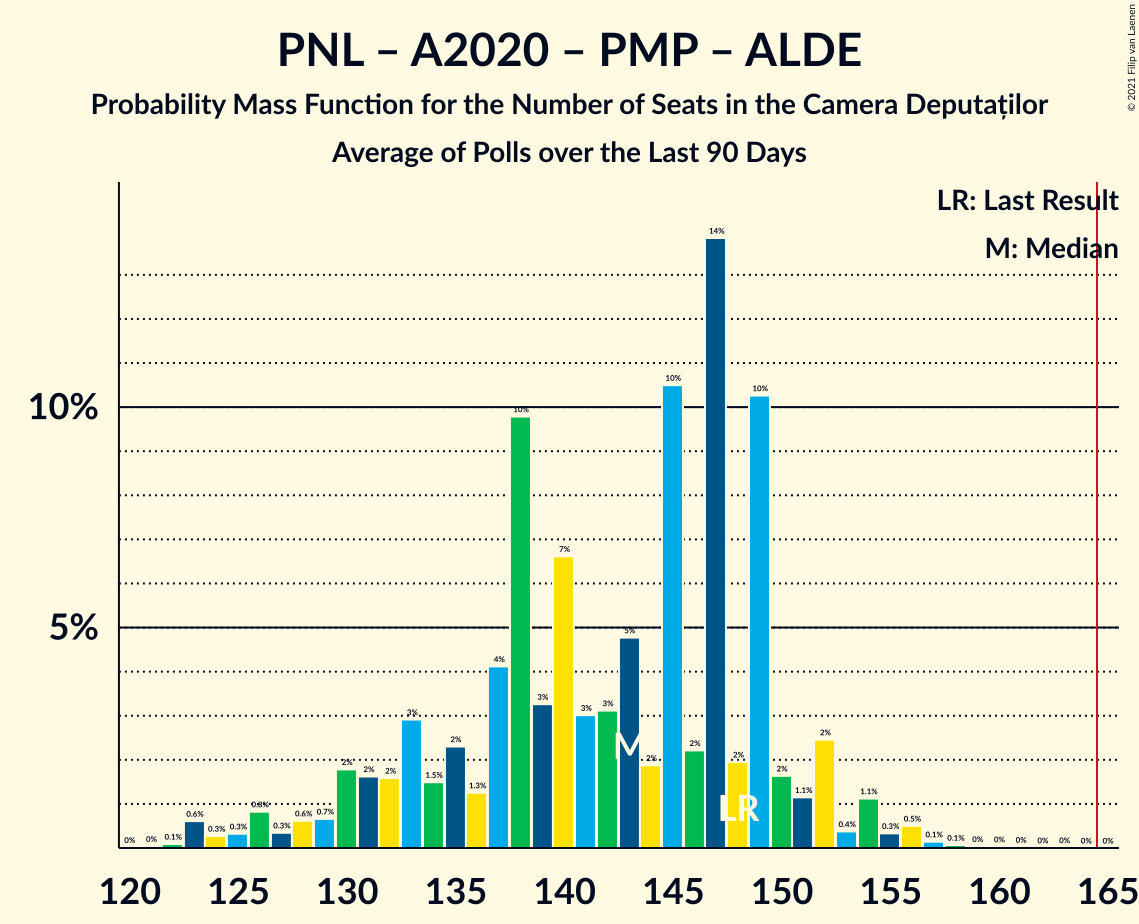 PNL – A2020 – PMP – ALDE
Probability Mass Function for the Number of Seats in the Camera Deputaților
Average of Polls over the Last 90 Days
© 2021 Filip van Laenen
LR: Last Result
M: Median
10%
5%
0% 0% 0.1% 0.6% 0.3% 0.3% 0.8% 0.3% 0.6% 0.7% 2% 2% 2% 3% 1.5% 2% 1.3% 4% 10% 3% 7% 3% 3% 5% 2% 10% 2% 14% 2% 10% 2% 1.1% 2% 0.4% 1.1% 0.3% 0.5% 0.1% 0.1% 0% 0% 0% 0% 0% 0% 0%
M
LR
120 125 130 135 140 145 150 155 160 165